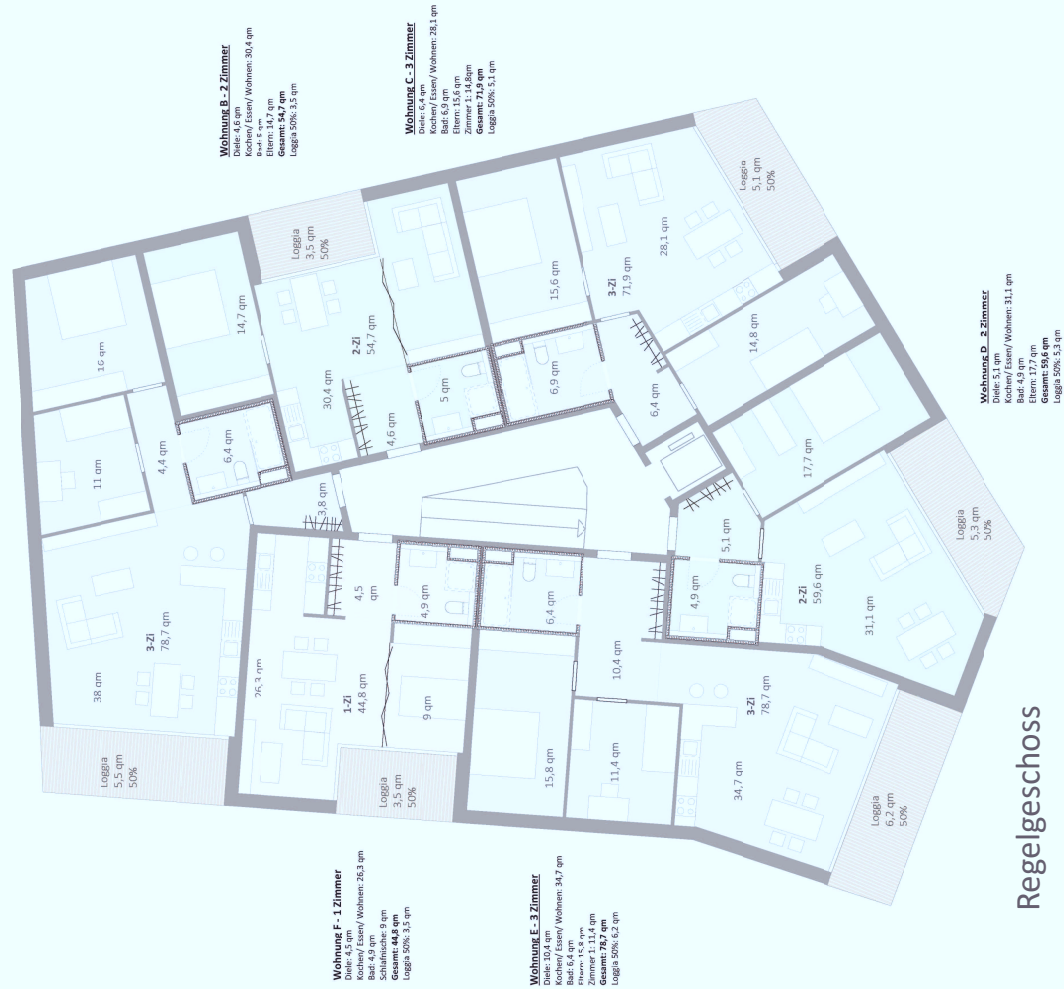 Wohnung B - 2 Zimmer
Diele: 4,6 qm
Kochen/ Essen/ Wohnen: 30,4 qm
Bad: 5 qm
Eltern: 14,7 qm
Gesamt: 54,7 qm
Loggia 50%: 3,5 qm
Wohnung C - 3 Zimmer
Diele: 6,4 qm
Kochen/ Essen/ Wohnen: 28,1 qm
Bad: 6,9 qm
Eltern: 15,6 qm
Zimmer 1: 14,8qm
Gesamt: 71,9 qm
Loggia 50%: 5,1 qm
Wohnung D - 2 Zimmer
Diele: 5,1 qm
Kochen/ Essen/ Wohnen: 31,1 qm
Bad: 4,9 qm
Eltern: 17,7 qm
Gesamt: 59,6 qm
Loggia 50%: 5,3 qm
Wohnung F - 1 Zimmer
Diele: 4,5 qm
Kochen/ Essen/ Wohnen: 26,3 qm
Bad: 4,9 qm
Schlafnische: 9 qm
Gesamt: 44,8 qm
Loggia 50%: 3,5 qm
Wohnung E - 3 Zimmer
Diele: 10,4 qm
Kochen/ Essen/ Wohnen: 34,7 qm
Bad: 6,4 qm
Eltern: 15,8 qm
Zimmer 1: 11,4 qm
Gesamt: 78,7 qm
Loggia 50%: 6,2 qm
16 qm
11 qm
4,4 qm
6,4 qm
3,8 qm
38 qm
3-Zi
78,7 qm
Loggia
5,5 qm
50%
14,7 qm
30,4 qm
2-Zi
54,7 qm
4,6 qm
5 qm
Loggia
3,5 qm
50%
15,6 qm
6,9 qm
6,4 qm
3-Zi
71,9 qm
28,1 qm
14,8 qm
Loggia
5,1 qm
50%
17,7 qm
5,1 qm
4,9 qm
2-Zi
59,6 qm
31,1 qm
Loggia
5,3 qm
50%
26,3 qm
4,5
qm
4,9 qm
1-Zi
44,8 qm
9 qm
Loggia
3,5 qm
50%
6,4 qm
15,8 qm
10,4 qm
11,4 qm
3-Zi
78,7 qm
34,7 qm
Loggia
6,2 qm
50%
Regelgeschoss